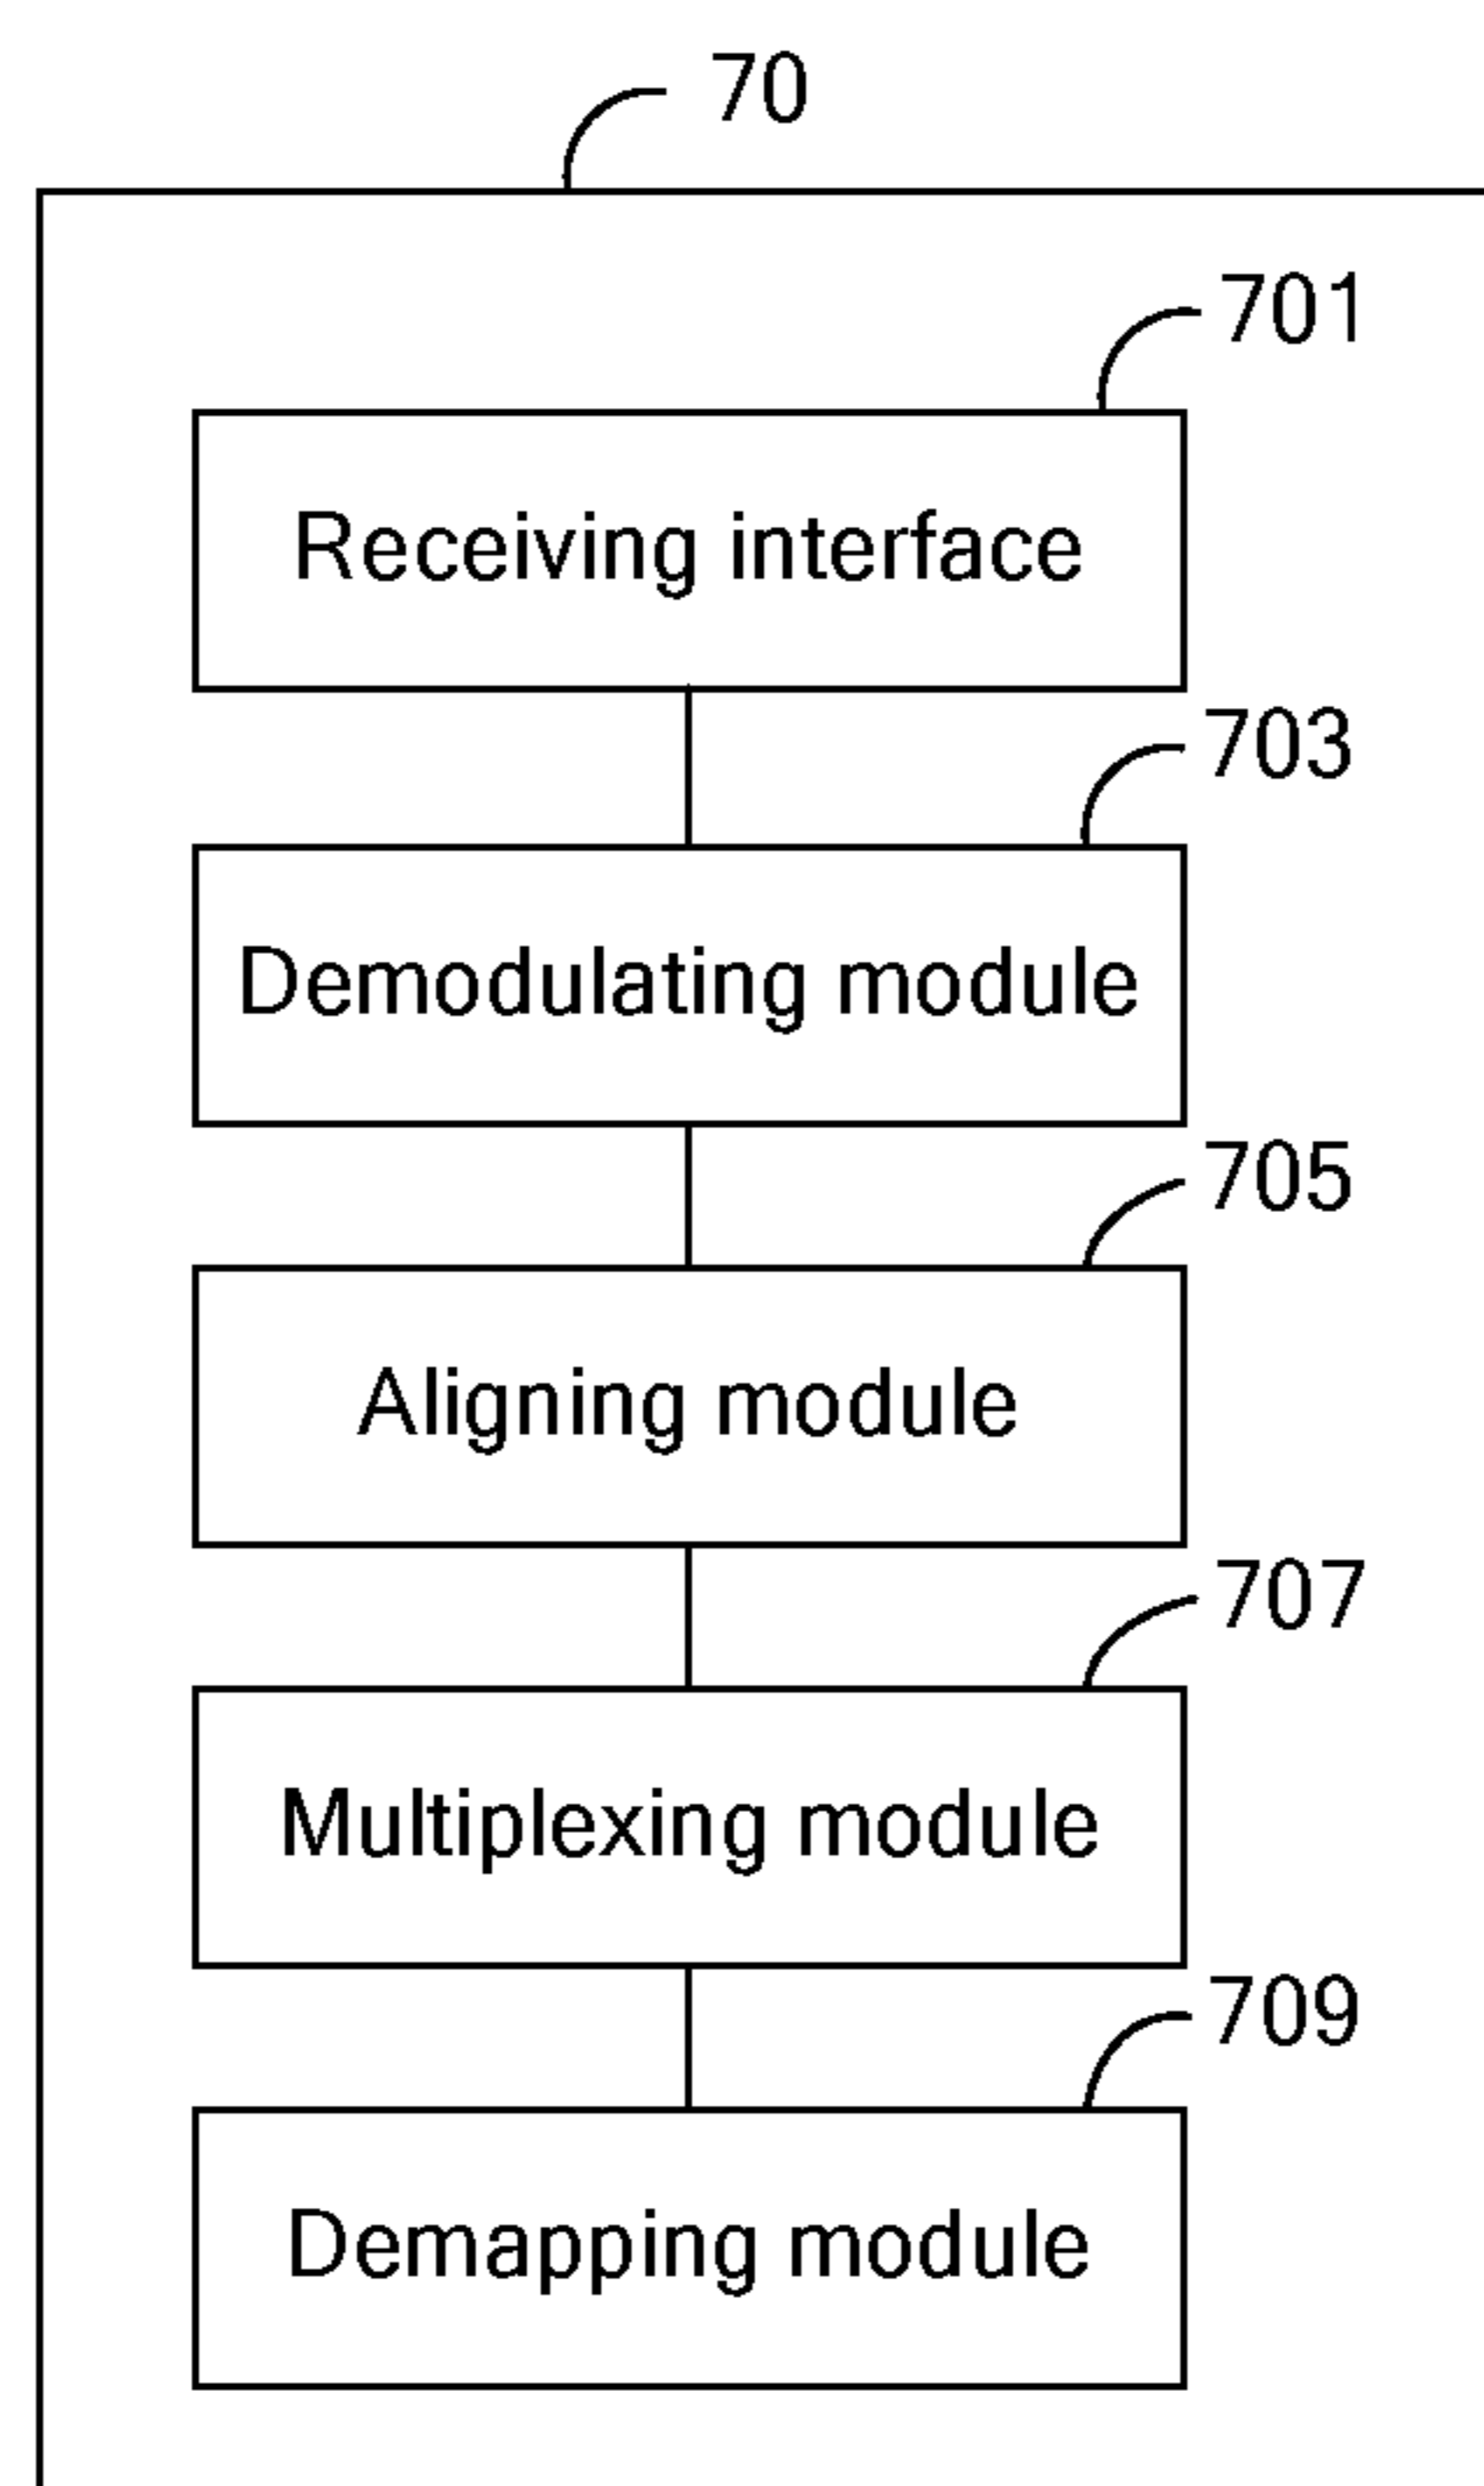 70
701
Receiving interface
703
Demodulating module
705
Aligning module
707
Multiplexing module
709
Demapping module